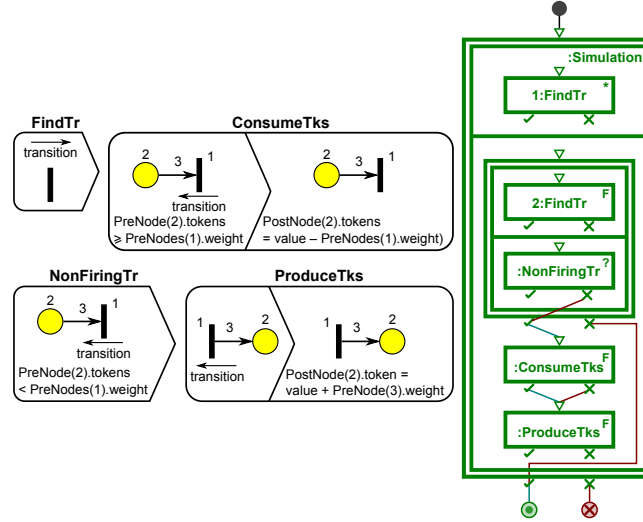 FindTr
transition
ConsumeTks
2
3
1
transition
PreNode(2).tokens
⩾ PreNodes(1).weight
2
3
1
PostNode(2).tokens
= value – PreNodes(1).weight)
NonFiringTr
2
3
1
transition
PreNode(2).tokens
< PreNodes(1).weight
ProduceTks
1
3
2
transition
1
3
2
PostNode(2).token =
value + PreNode(3).weight
:Simulation
1:FindTr
*
2:FindTr
F
:NonFiringTr
?
:ConsumeTks
F
:ProduceTks
F